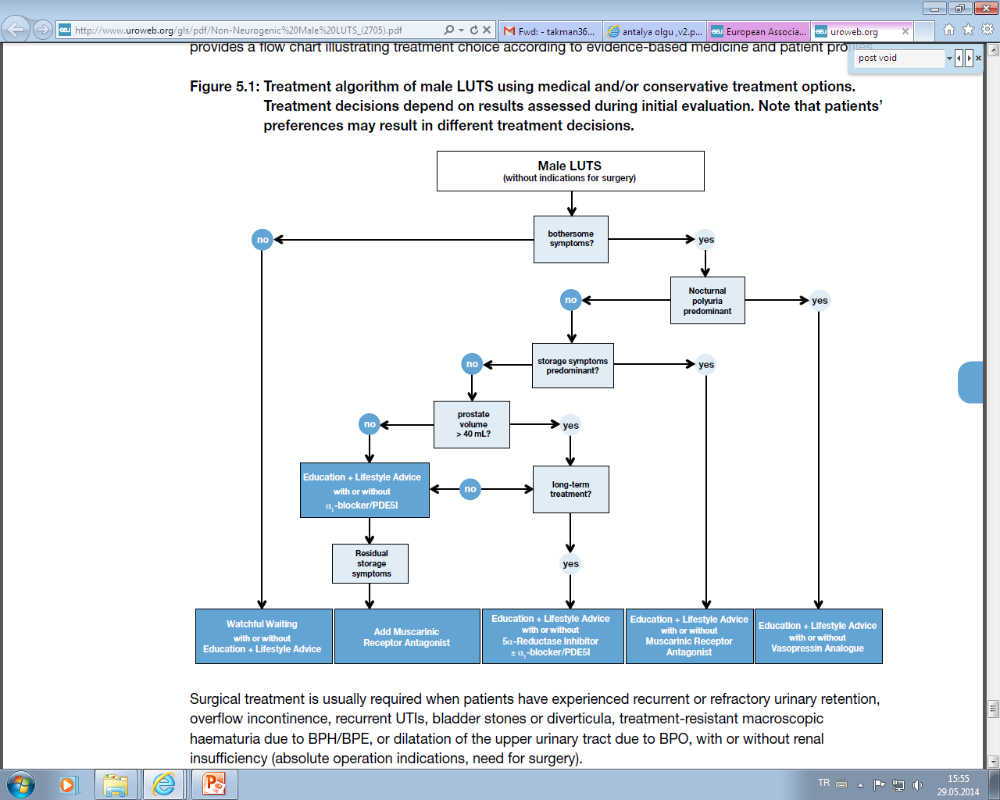 http://www.uroweb.org/gls/pdf/Non-Neurogenic%20Male%20LUTS_(2705).pdf
Fwd: - takman36...
antalya olgu ,v2.p...
European Associa...
uroweb.org
post void
provides a flow chart illustrating treatment choice according to evidence-based medicine and patient
Figure 5.1: Treatment algorithm of male LUTS using medical and/or conservative treatment options.
Treatment decisions depend on results assessed during initial evaluation. Note that patients’
preferences may result in different treatment decisions.
Male LUTS
(without indications for surgery)
bothersome
symptoms?
no
yes
Nocturnal
polyuria
predominant
no
yes
storage symptoms
predominant?
no
yes
prostate
volume
> 40 mL?
no
yes
Education + Lifestyle Advice
with or without
α1-blocker/PDE5I
no
long-term
treatment?
Residual
storage
symptoms
yes
Watchful Waiting
with or without
Education + Lifestyle Advice
Add Muscarinic
Receptor Antagonist
Education + Lifestyle Advice
with or without
5α-Reductase Inhibitor
± α1-blocker/PDE5I
Education + Lifestyle Advice
with or without
Muscarinic Receptor
Antagonist
Education + Lifestyle Advice
with or without
Vasopressin Analogue
Surgical treatment is usually required when patients have experienced recurrent or refractory urinary retention,
overflow incontinence, recurrent UTIs, bladder stones or diverticula, treatment-resistant macroscopic
haematuria due to BPH/BPE, or dilatation of the upper urinary tract due to BPO, with or without renal
insufficiency (absolute operation indications, need for surgery).
TR
15:55
29.05.2014